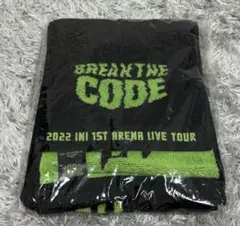 BREAK THE
CODE
2022 INI 1ST ARENA LIVE TOUR